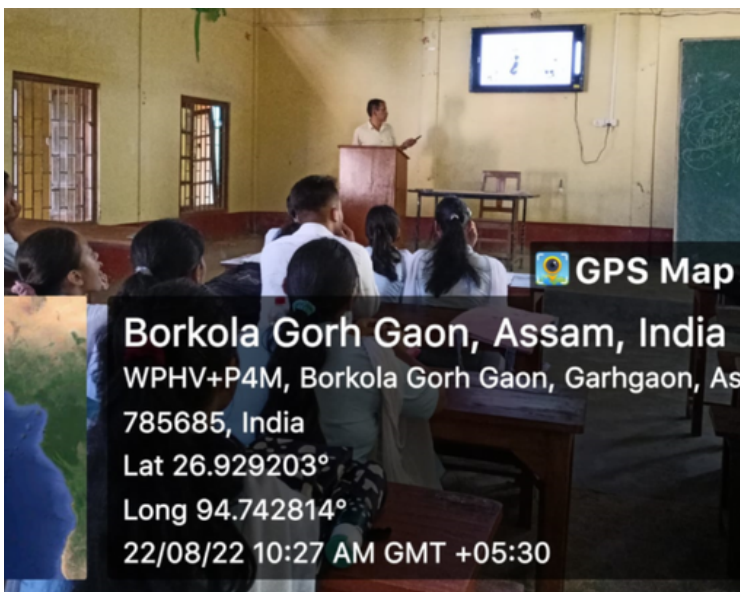 GPS Map
Borkola Gorh Gaon, Assam, India
WPHV+P4M, Borkola Gorh Gaon, Garhgaon, As
785685, India
Lat 26.929203°
Long 94.742814°
22/08/22 10:27 AM GMT +05:30